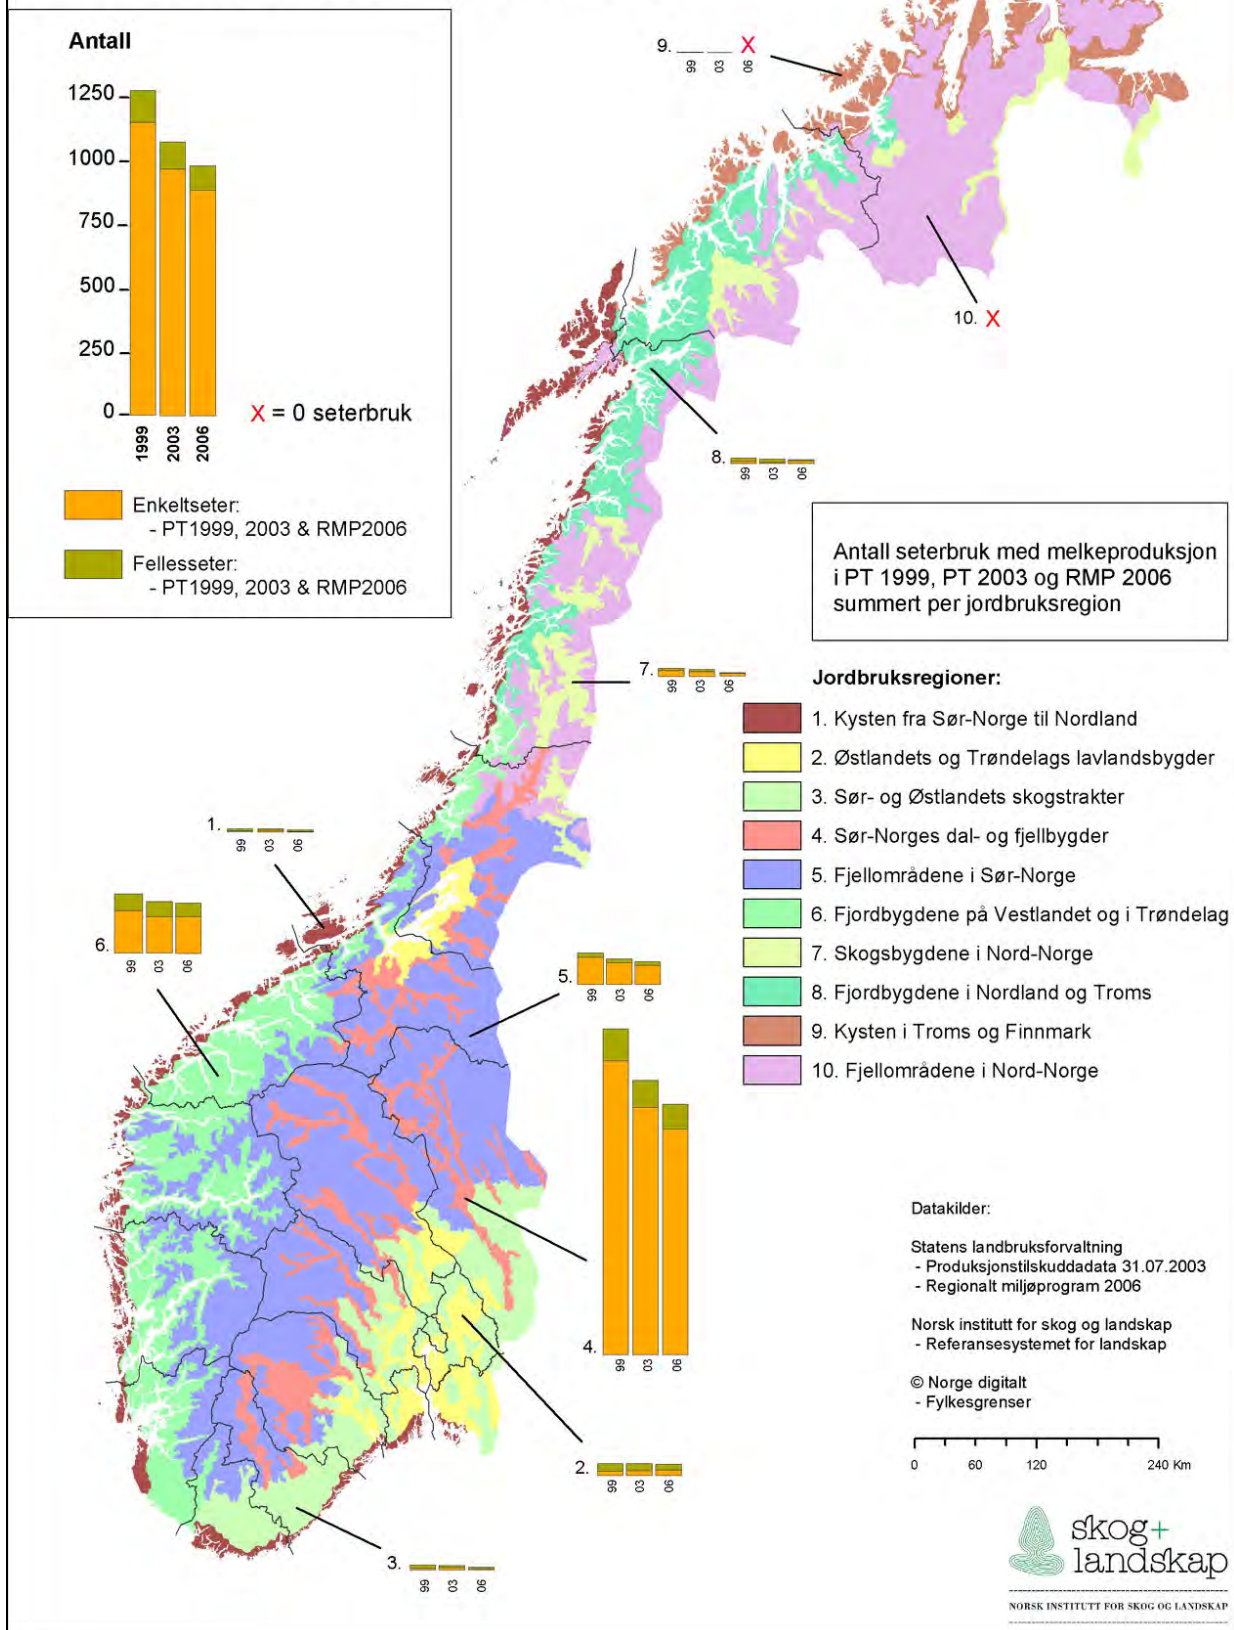 Antall
1250
1000
750
500
250
0
1999
2003
2006
X = 0 seterbruk
Enkeltseter:
- PT1999, 2003 & RMP2006
Fellesseter:
- PT1999, 2003 & RMP2006
9.
X
99
03
06
10. X
8.
99
03
06
Antall seterbruk med melkeproduksjon
i PT 1999, PT 2003 og RMP 2006
summert per jordbruksregion
7.
99
03
06
Jordbruksregioner:
1. Kysten fra Sør-Norge til Nordland
2. Østlandets og Trøndelags lavlandsbygder
3. Sør- og Østlandets skogstrakter
4. Sør-Norges dal- og fjellbygder
5. Fjellområdene i Sør-Norge
6. Fjordbygdene på Vestlandet og i Trøndelag
7. Skogsbygdene i Nord-Norge
8. Fjordbygdene i Nordland og Troms
9. Kysten i Troms og Finnmark
10. Fjellområdene i Nord-Norge
1.
99
03
06
6.
99
03
06
5.
99
03
06
4.
99
03
06
2.
99
03
06
3.
99
03
06
Datakilder:
Statens landbruksforvaltning
- Produksjonstilskuddadata 31.07.2003
- Regionalt miljøprogram 2006
Norsk institutt for skog og landskap
- Referansesystemet for landskap
© Norge digitalt
- Fylkesgrenser
0 60 120 240 Km
skog+
landskap
NORSK INSTITUTT FOR SKOG OG LANDSKAP